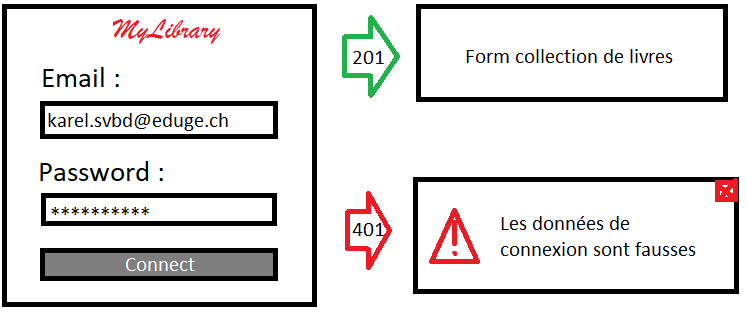 MyLibrary
Email :
karel.svbd@eduge.ch
Password :
**********
Connect
201
Form collection de livres
401
Les données de
connexion sont fausses